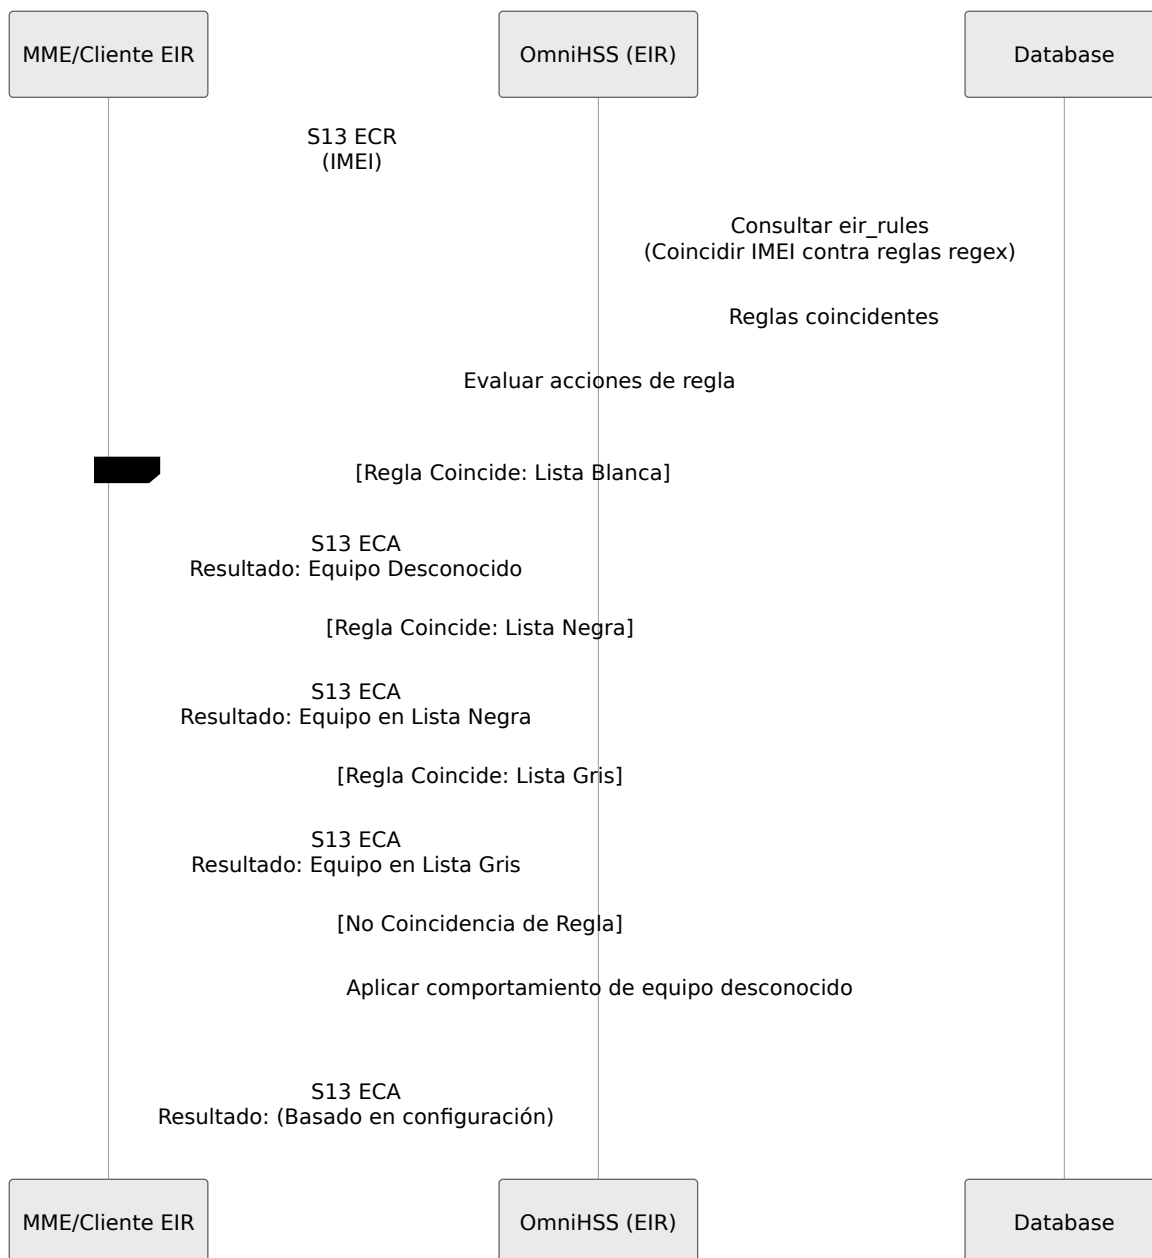 MME/Cliente EIR
OmniHSS (EIR)
Database
S13 ECR
(IMEI)
Consultar eir_rules
(Coincidir IMEI contra reglas regex)
Reglas coincidentes
Evaluar acciones de regla
[Regla Coincide: Lista Blanca]
S13 ECA
Resultado: Equipo Desconocido
[Regla Coincide: Lista Negra]
S13 ECA
Resultado: Equipo en Lista Negra
[Regla Coincide: Lista Gris]
S13 ECA
Resultado: Equipo en Lista Gris
[No Coincidencia de Regla]
Aplicar comportamiento de equipo desconocido
S13 ECA
Resultado: (Basado en configuración)
MME/Cliente EIR
OmniHSS (EIR)
Database